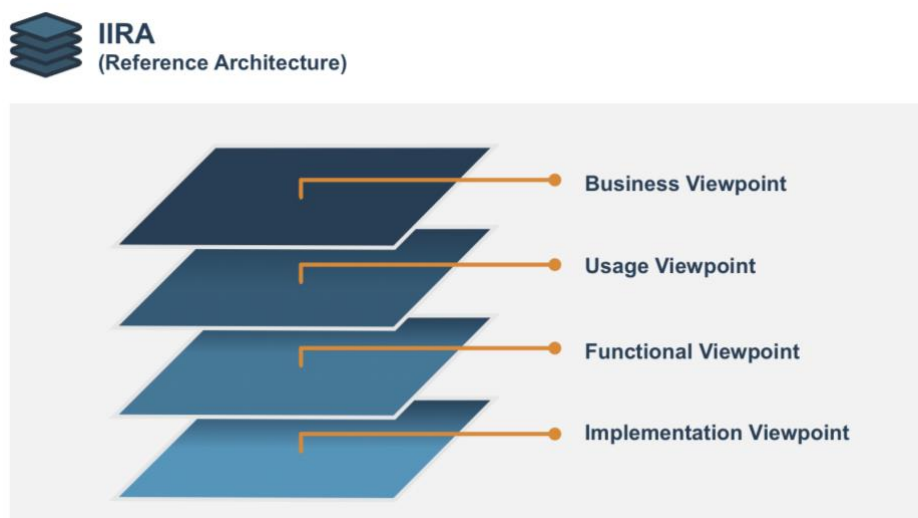 IIRA
(Reference Architecture)
Business Viewpoint
Usage Viewpoint
Functional Viewpoint
Implementation Viewpoint